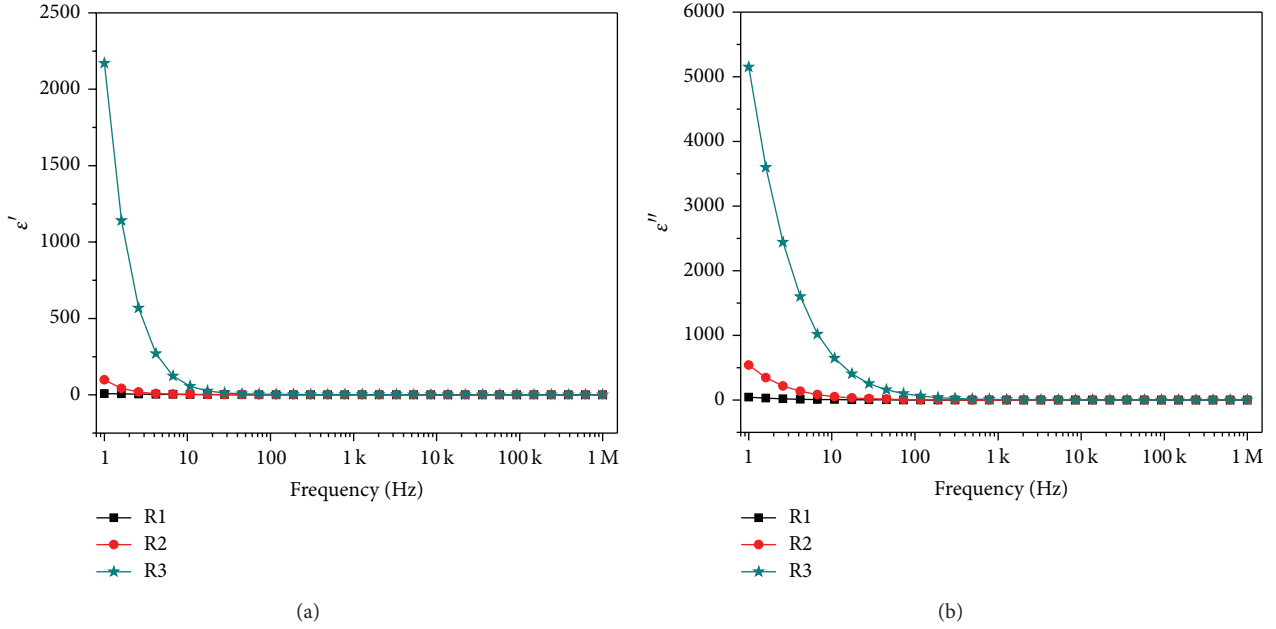 2500
2000
1500
1000
500
0
ε′
1 10 100 1 k 10 k 100 k 1 M
Frequency (Hz)
R1
R2
R3
(a)
6000
5000
4000
3000
2000
1000
0
ε″
1 10 100 1 k 10 k 100 k 1 M
Frequency (Hz)
R1
R2
R3
(b)